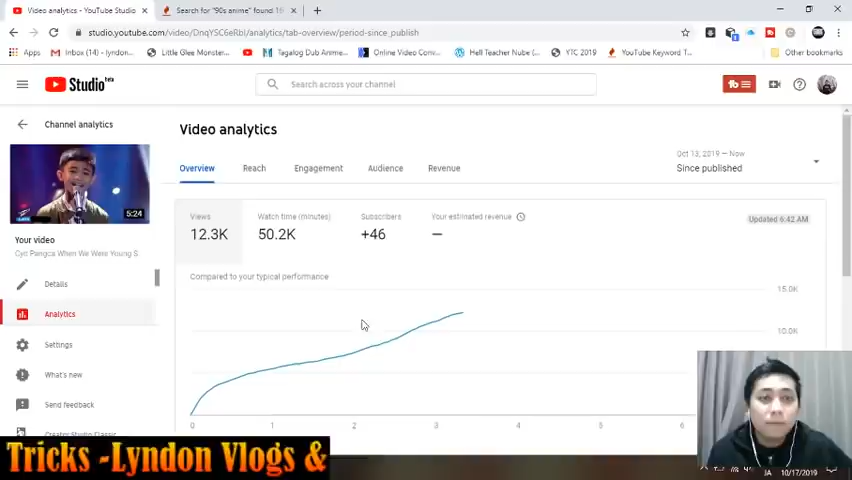 Video analytics - YouTube Studio
Search for "90s anime" found 16
studio.youtube.com/video/DnqYSC6eRbI/analytics/tab-overview/period-since_publish
Apps
Inbox (14) - lyndon...
Little Glee Monster...
Tagalog Dub Anime...
Online Video Conv...
Hell Teacher Nube (...
YTC 2019
YouTube Keyword T...
Other bookmarks
Studio beta
Search across your channel
Channel analytics
Video analytics
5:24
Overview
Reach
Engagement
Audience
Revenue
Oct 13, 2019 – Now
Since published
Views
12.3K
Watch time (minutes)
50.2K
Subscribers
+46
Your estimated revenue
—
Updated 6:42 AM
Your video
Cyd Pangca When We Were Young S
Compared to your typical performance
15.0K
10.0K
0
1
2
3
4
5
6
Details
Analytics
Settings
What's new
Send feedback
Creator Studio Classic
Tricks -Lyndon Vlogs &
JA
10/17/2019